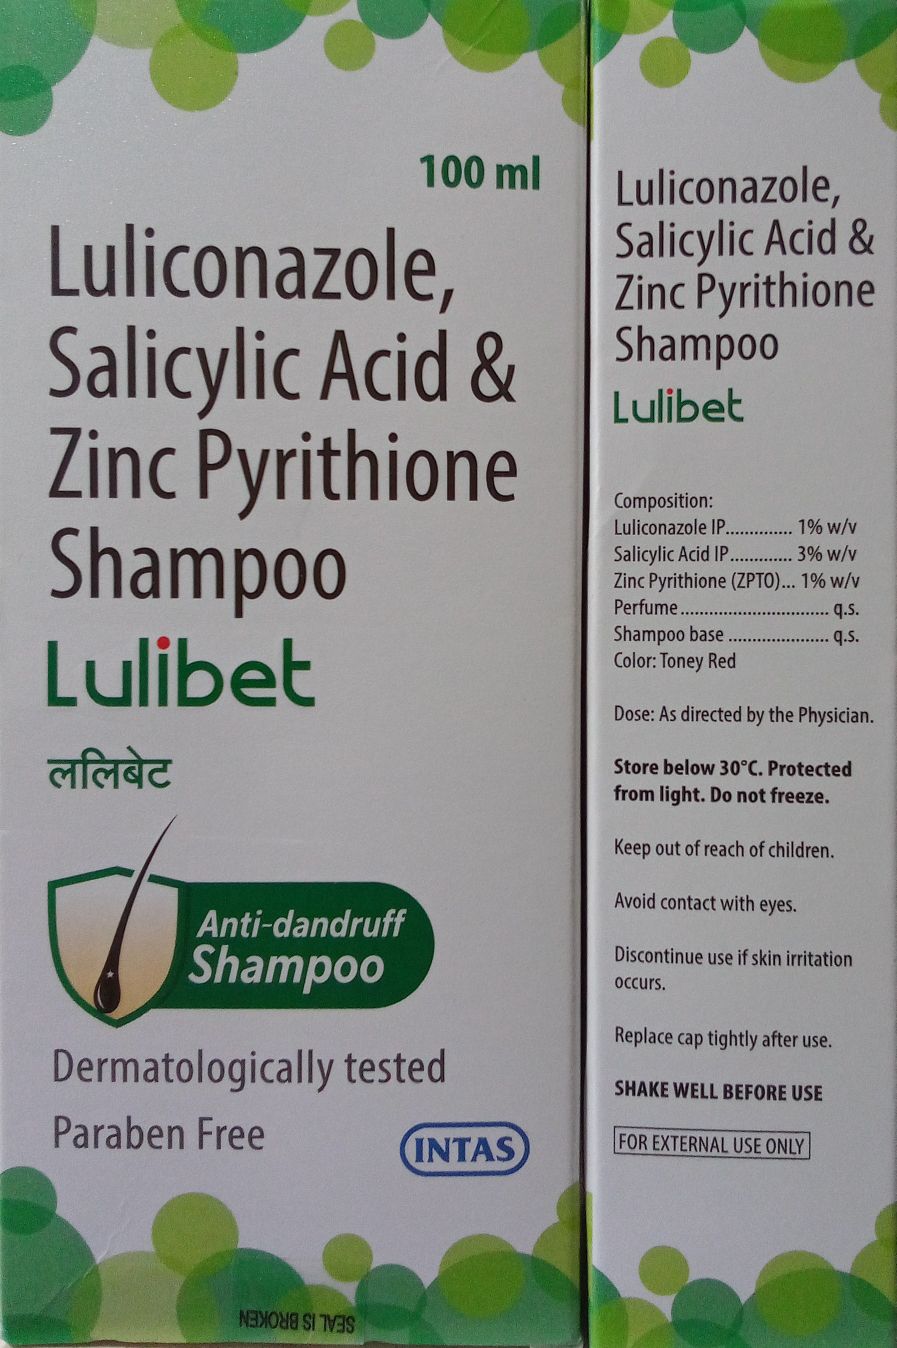 100 ml
Luliconazole,
Salicylic Acid &
Zinc Pyrithione
Shampoo
Lulibet
ललिबेट
Anti-dandruff
Shampoo
Dermatologically tested
Paraben Free
INTAS
SEAL IS BROKEN
Luliconazole,
Salicylic Acid &
Zinc Pyrithione
Shampoo
Lulibet
Composition:
Luliconazole IP.............. 1% w/v
Salicylic Acid IP............. 3% w/v
Zinc Pyrithione (ZPTO)... 1% w/v
Perfume............................... q.s.
Shampoo base ..................... q.s.
Color: Toney Red
Dose: As directed by the Physician.
Store below 30°C. Protected
from light. Do not freeze.
Keep out of reach of children.
Avoid contact with eyes.
Discontinue use if skin irritation
occurs.
Replace cap tightly after use.
SHAKE WELL BEFORE USE
FOR EXTERNAL USE ONLY